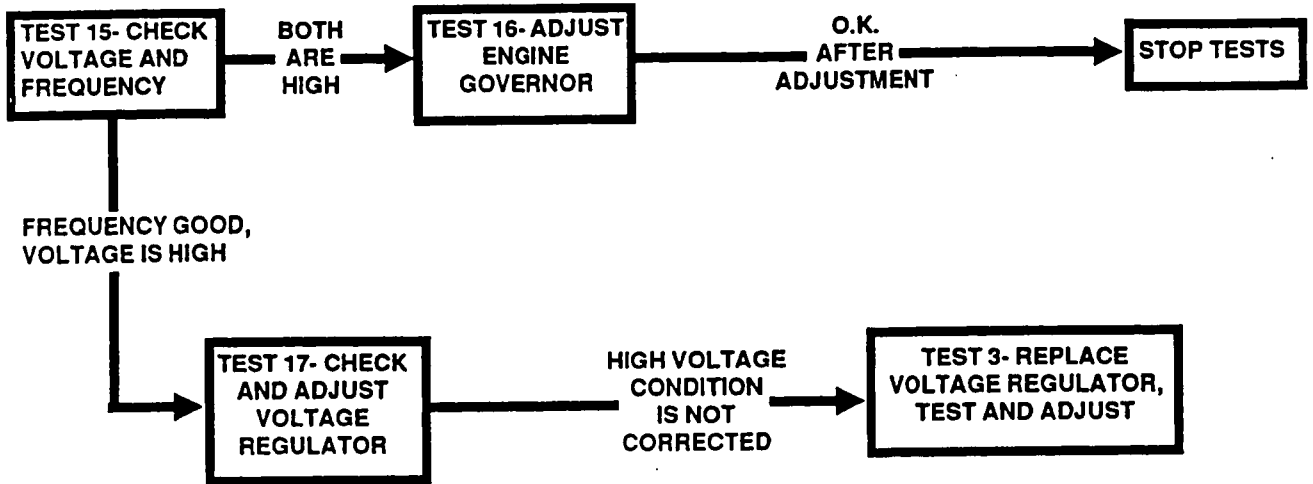 TEST 15- CHECK
VOLTAGE AND
FREQUENCY
BOTH
ARE
HIGH
TEST 16- ADJUST
ENGINE
GOVERNOR
O.K.
AFTER
ADJUSTMENT
STOP TESTS
FREQUENCY GOOD,
VOLTAGE IS HIGH
TEST 17- CHECK
AND ADJUST
VOLTAGE
REGULATOR
HIGH VOLTAGE
CONDITION
IS NOT
CORRECTED
TEST 3- REPLACE
VOLTAGE REGULATOR,
TEST AND ADJUST